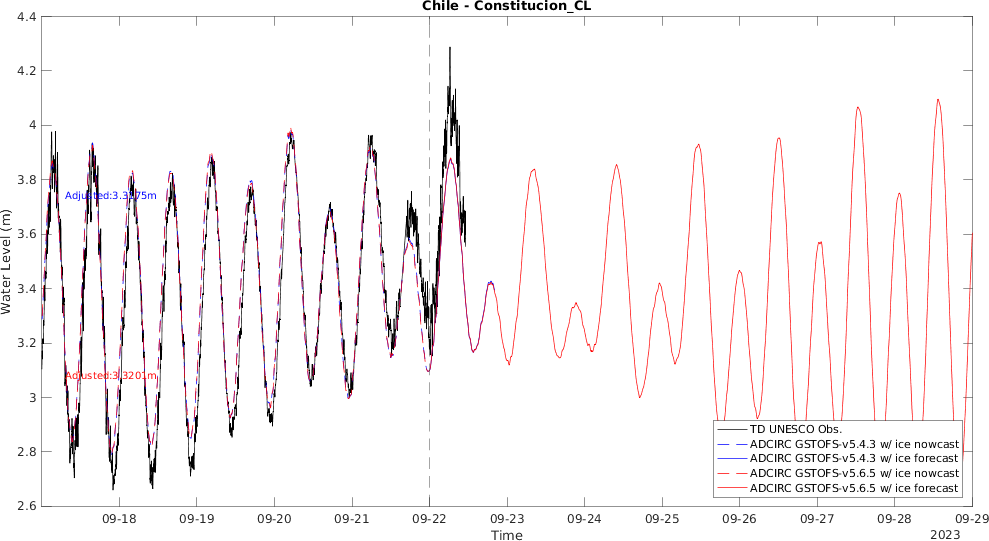 Chile - Constitucion_CL
4.4
4.2
4
3.8
3.6
3.4
3.2
3
2.8
2.6
Water Level (m)
Adjusted:3.3201m
TD UNESCO Obs.
ADCIRC GSTOFS-v5.4.3 w/ ice nowcast
ADCIRC GSTOFS-v5.4.3 w/ ice forecast
ADCIRC GSTOFS-v5.6.5 w/ ice nowcast
ADCIRC GSTOFS-v5.6.5 w/ ice forecast
09-18 09-19 09-20 09-21 09-22 09-23 09-24 09-25 09-26 09-27 09-28 09-29
Time
2023